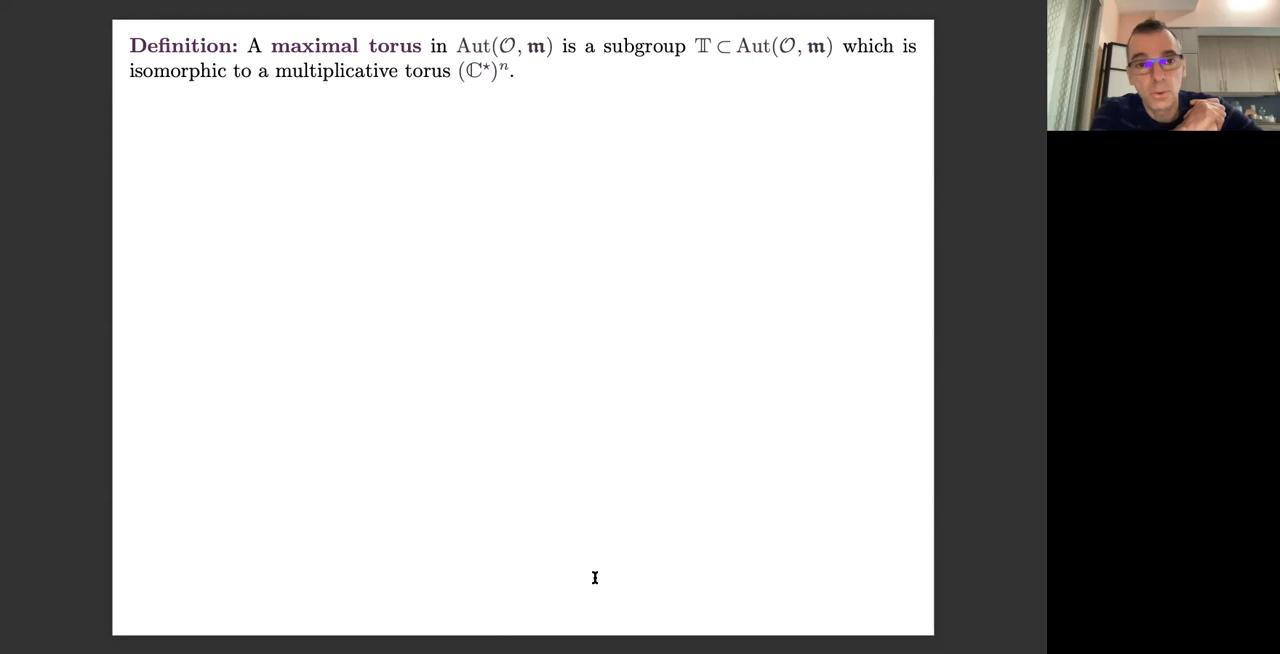 Definition: A maximal torus in Aut(𝒪, 𝔪) is a subgroup 𝕋 ⊂ Aut(𝒪, 𝔪) which is
isomorphic to a multiplicative torus (ℂ⋆)ⁿ.